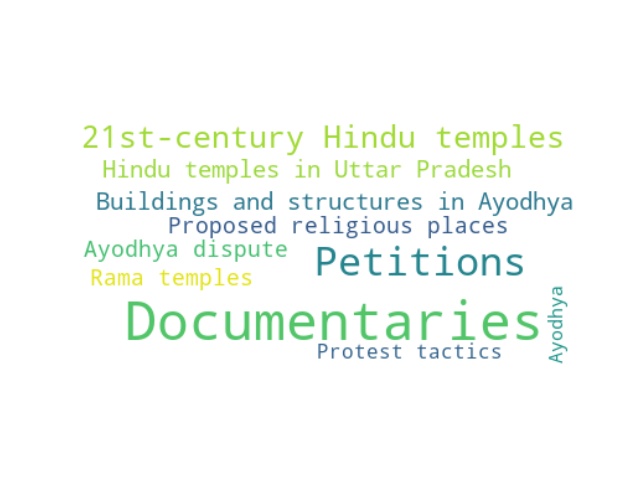 21st-century Hindu temples
Hindu temples in Uttar Pradesh
Buildings and structures in Ayodhya
Proposed religious places
Ayodhya dispute
Petitions
Rama temples
Documentaries
Ayodhya
Protest tactics